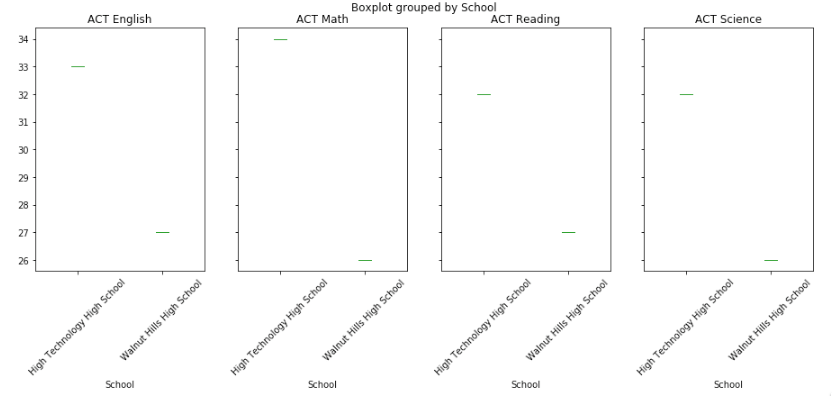 Boxplot grouped by School
ACT English
ACT Math
ACT Reading
ACT Science
34
33
32
31
30
29
28
27
26
High Technology High School
Walnut Hills High School
High Technology High School
Walnut Hills High School
High Technology High School
Walnut Hills High School
High Technology High School
Walnut Hills High School
School
School
School
School